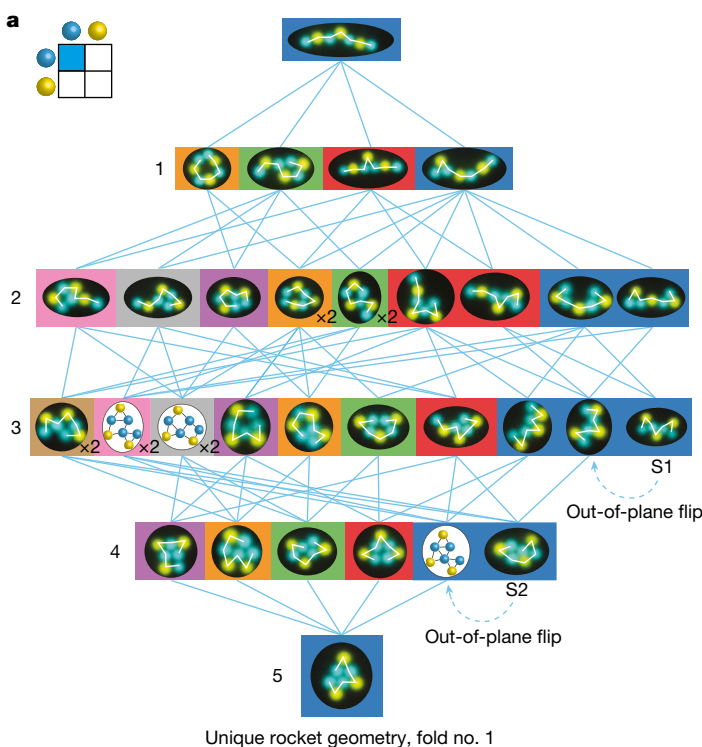 a
1
2
×2
×2
3
×2
×2
×2
S1
Out-of-plane flip
4
S2
Out-of-plane flip
5
Unique rocket geometry, fold no. 1